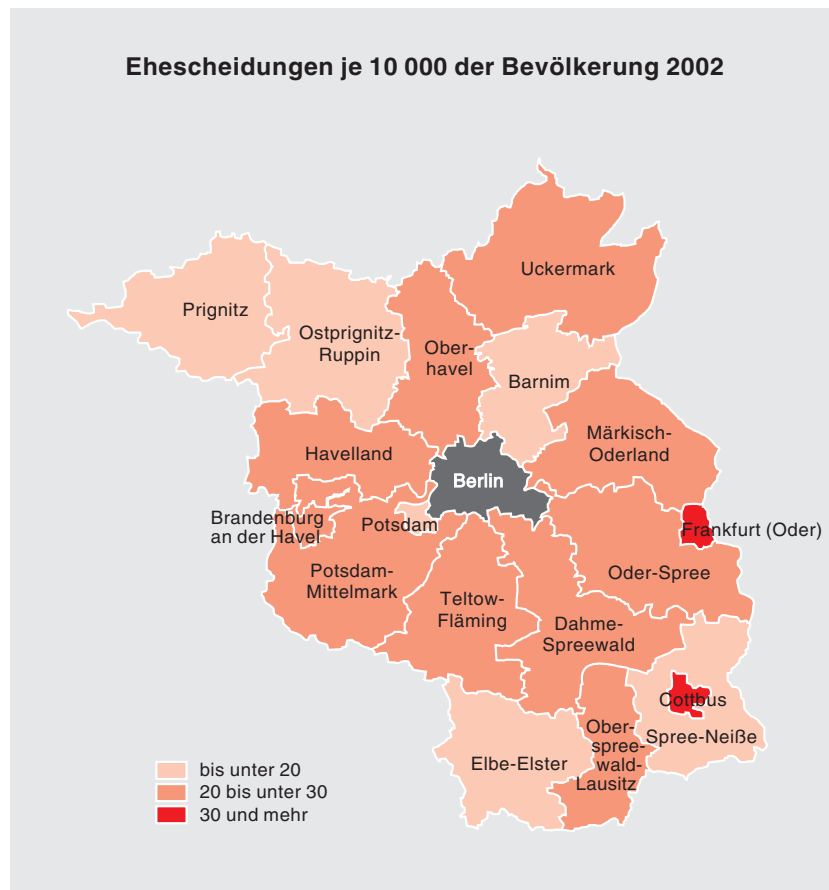 Ehescheidungen je 10 000 der Bevölkerung 2002
Uckermark
Prignitz
Ostprignitz-
Ruppin
Ober-
havel
Barnim
Märkisch-
Oderland
Havelland
Berlin
Brandenburg
an der Havel
Potsdam
Frankfurt (Oder)
Potsdam-
Mittelmark
Oder-Spree
Teltow-
Fläming
Dahme-
Spreewald
Cottbus
Spree-Neiße
Ober-
spree-
wald-
Lausitz
Elbe-Elster
bis unter 20
20 bis unter 30
30 und mehr